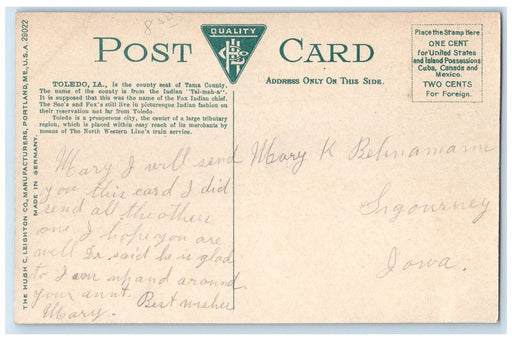 8 50
POST CARD
QUALITY
Place the Stamp Here
ONE CENT
for United States
and Island Possessions
Cuba, Canada and
Mexico.
TWO CENTS
For Foreign.
ADDRESS ONLY ON THIS SIDE.
TOLEDO, IA., is the county seat of Tama County.
The name of the county is from the Indian "Tai-mah-a".
It is supposed that this was the name of the Fox Indian chief.
The Sac's and Fox's still live in picturesque Indian fashion on
their reservation not far from Toledo.
Toledo is a prosperous city, the center of a large tributary
region, which is placed within easy reach of its merchants by
means of The North Western Line's train service.
THE HUGH C. LEIGHTON CO., MANUFACTURERS, PORTLAND, ME., U.S.A. 29022
MADE IN GERMANY.
Mary I will send
you this card I did
send all the others
one I hope you are
well Dr. said he is glad
to I am up and around
your aunt. Best wishes
Mary.
Mary K
Sigourney
Iowa.